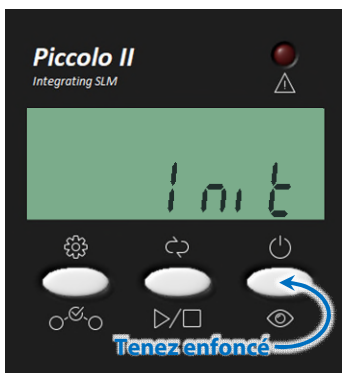 Piccolo II
Integrating SLM
Init
Tenez enfoncé